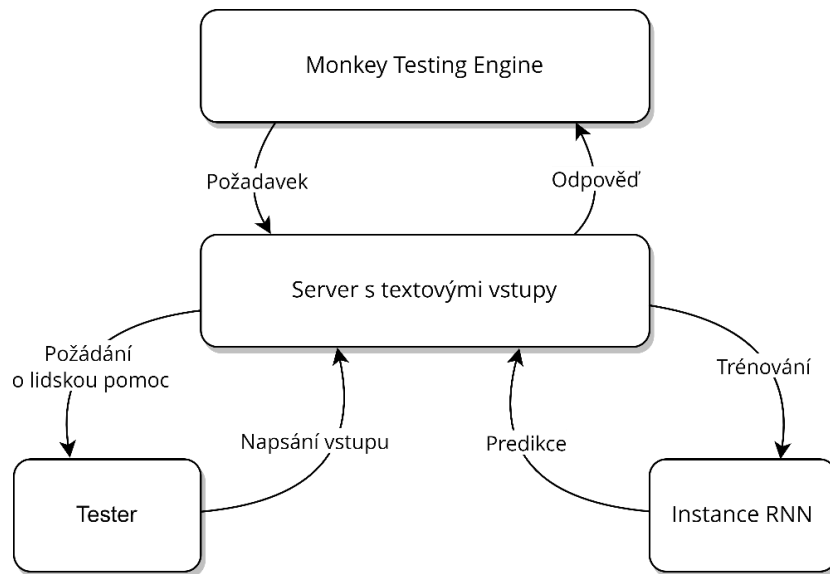 Monkey Testing Engine
Požadavek
Odpověď
Server s textovými vstupy
Požádání
o lidskou pomoc
Trénování
Napsání vstupu
Predikce
Tester
Instance RNN